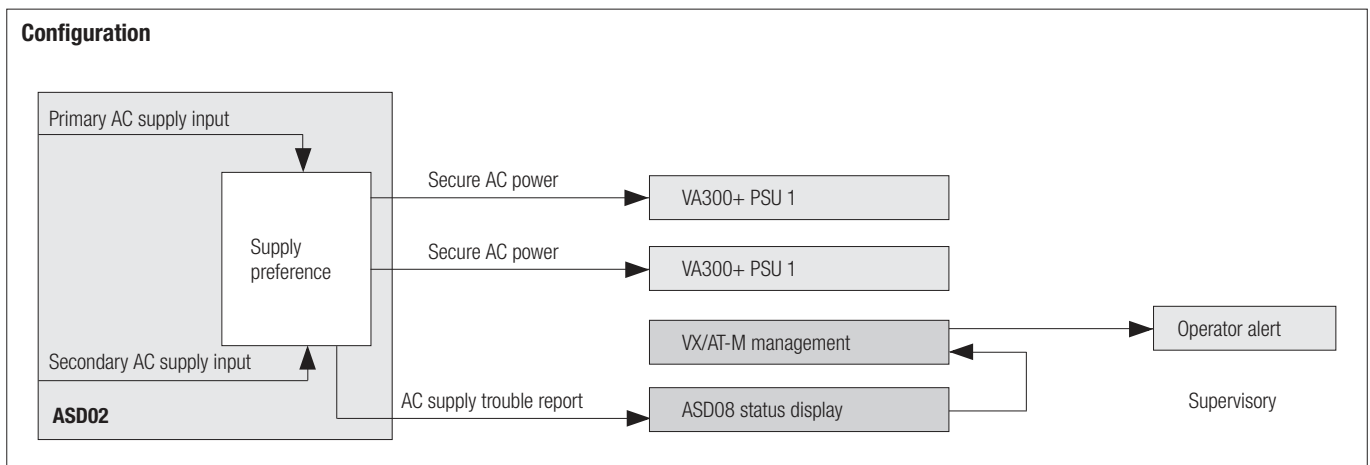 Configuration
Primary AC supply input
Secure AC power
VA300+ PSU 1
Supply
preference
Secure AC power
VA300+ PSU 1
VX/AT-M management
Operator alert
Secondary AC supply input
AC supply trouble report
ASD08 status display
Supervisory
ASD02